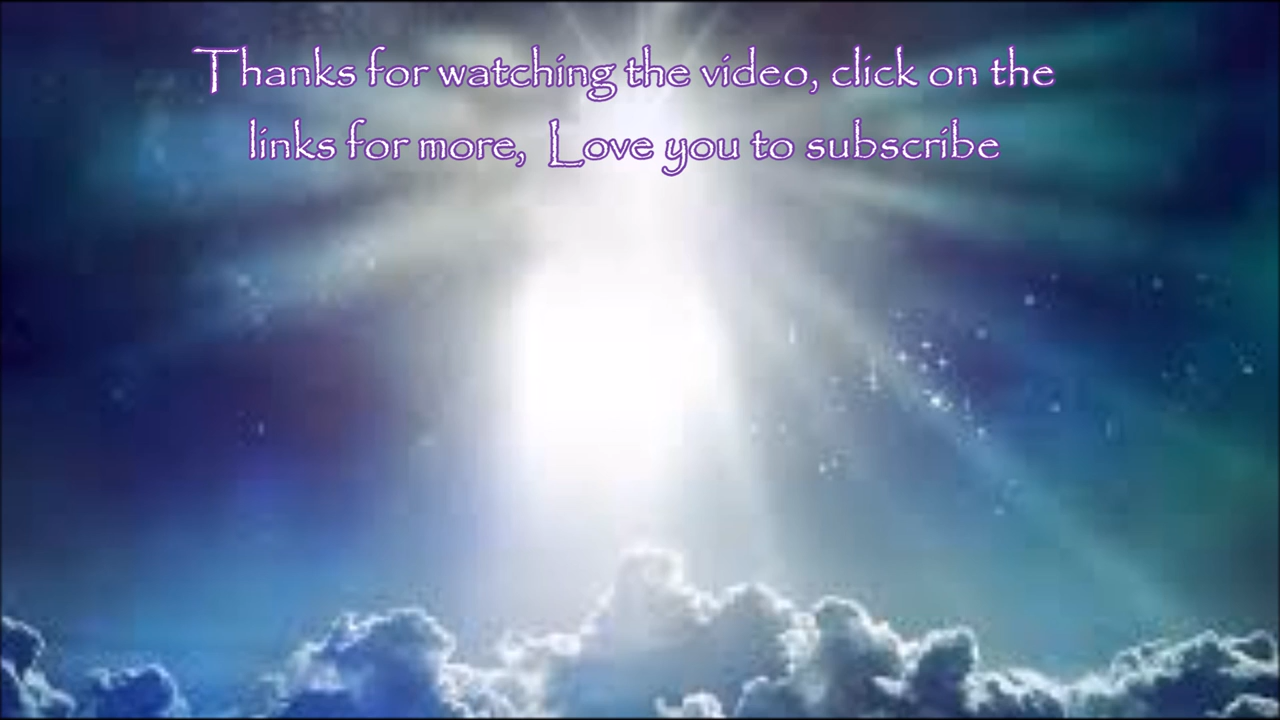 Thanks for watching the video, click on the
links for more, Love you to subscribe